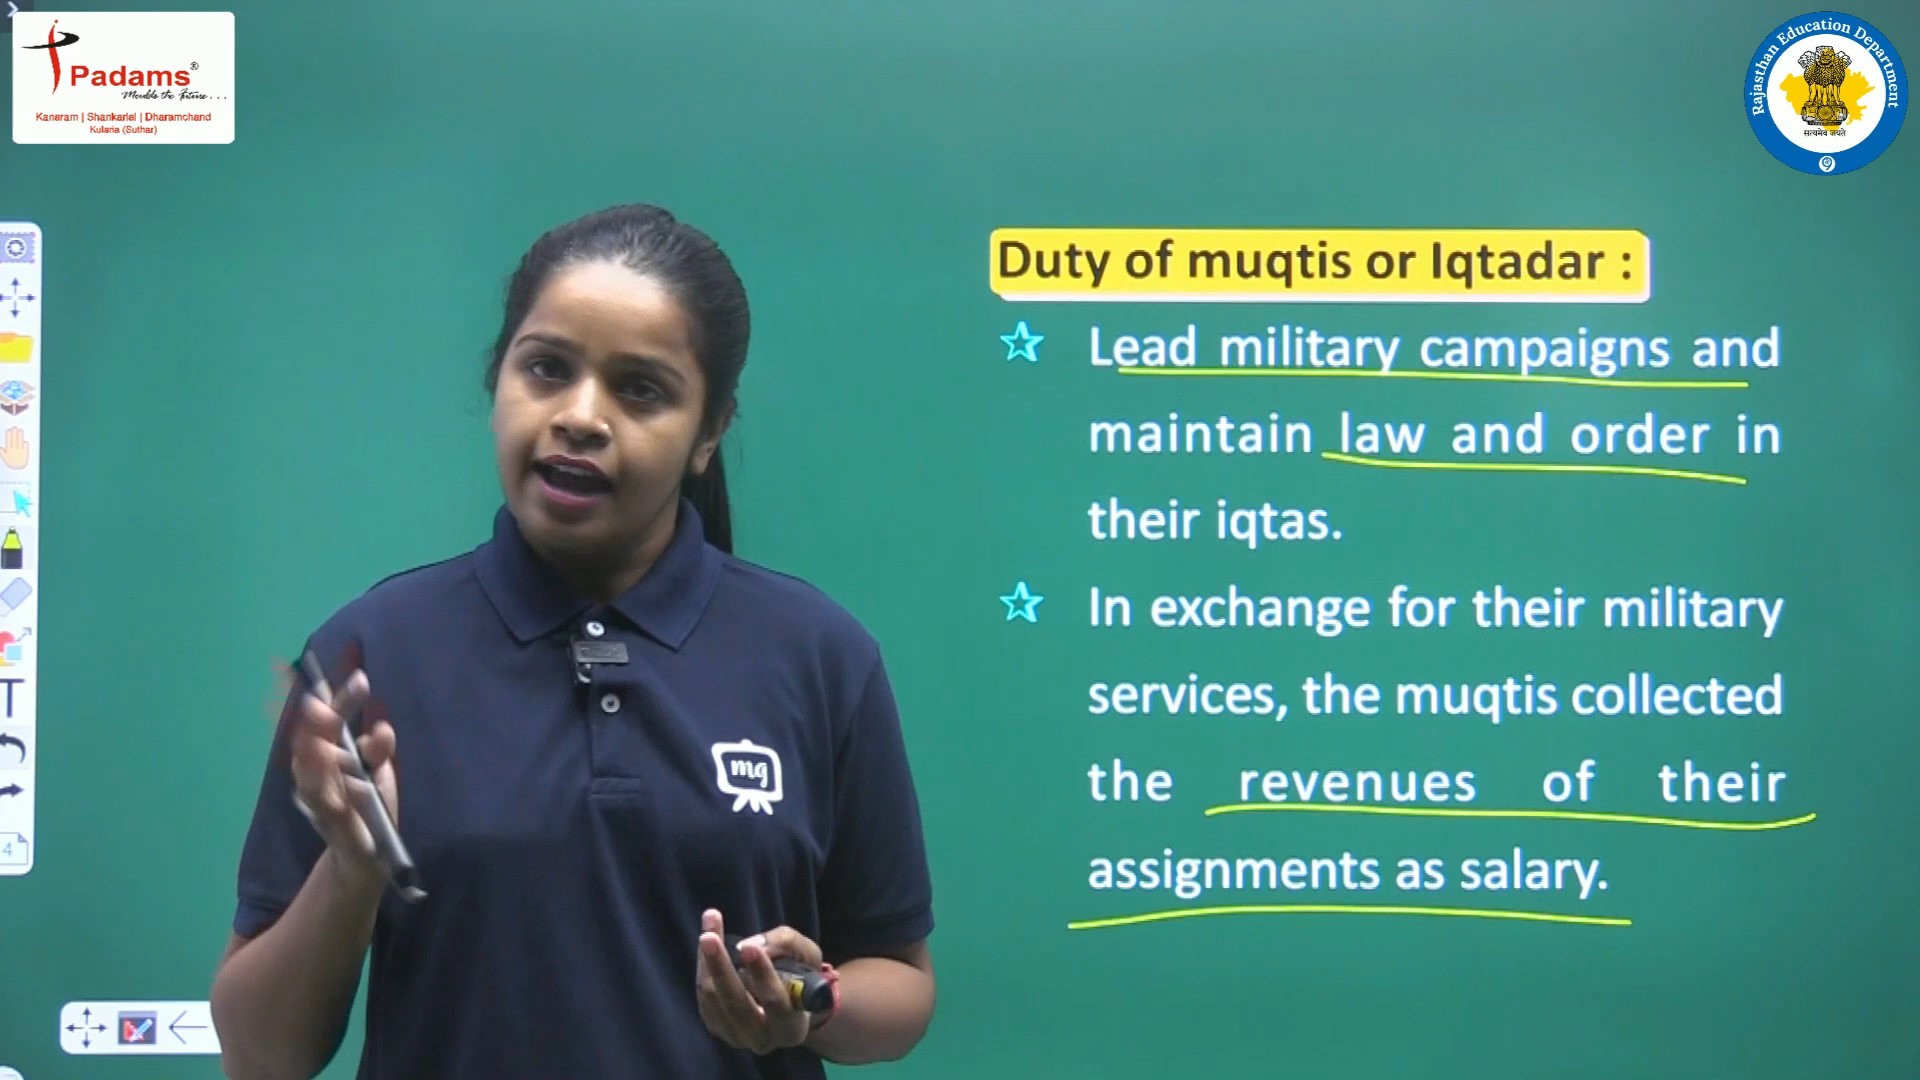 Padams®
Moulds the Future...
Kanaram | Shankarlal | Dharamchand
Kularia (Suthar)
Rajasthan Education Department
सत्यमेव जयते
Duty of muqtis or Iqtadar :
Lead military campaigns and
maintain law and order in
their iqtas.
In exchange for their military
services, the muqtis collected
the revenues of their
assignments as salary.
mg
T
4